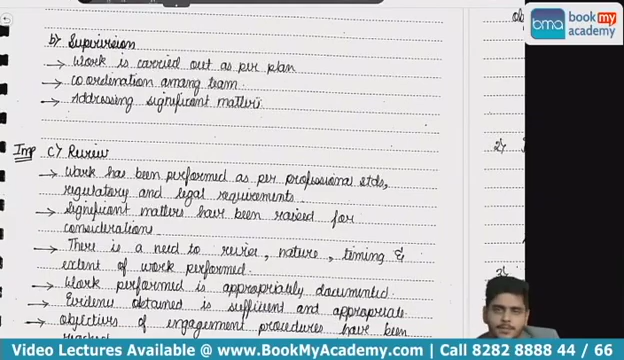 bma book my academy
b) Supervision
→ Work is carried out as per plan
→ coordenation among team
→ Addressing significant matters
Imp c) Review
→ Work has been performed as per professional stds,
regulatory and legal requirements
→ Significant matters have been raised for
considerations
→ There is a need to revise, nature, timing &
extent of work performed
→ Work performed is appropriately documented
→ Evidence obtained is sufficient and appropriate
→ objectives of engagement procedures have been
Video Lectures Available @ www.BookMyAcademy.com | Call 8282 8888 44 / 66